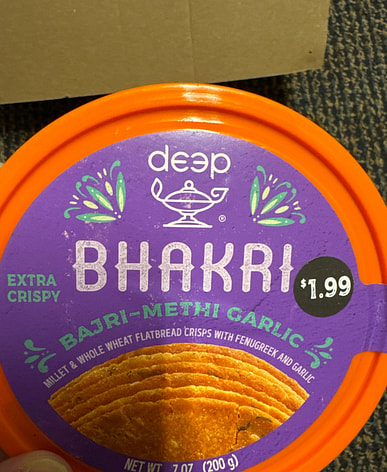 deep
®
BHAKRI
EXTRA
CRISPY
$1.99
BAJRI-METHI GARLIC
MILLET & WHOLE WHEAT FLATBREAD CRISPS WITH FENUGREEK AND GARLIC
NET WT. 7 OZ (200 g)